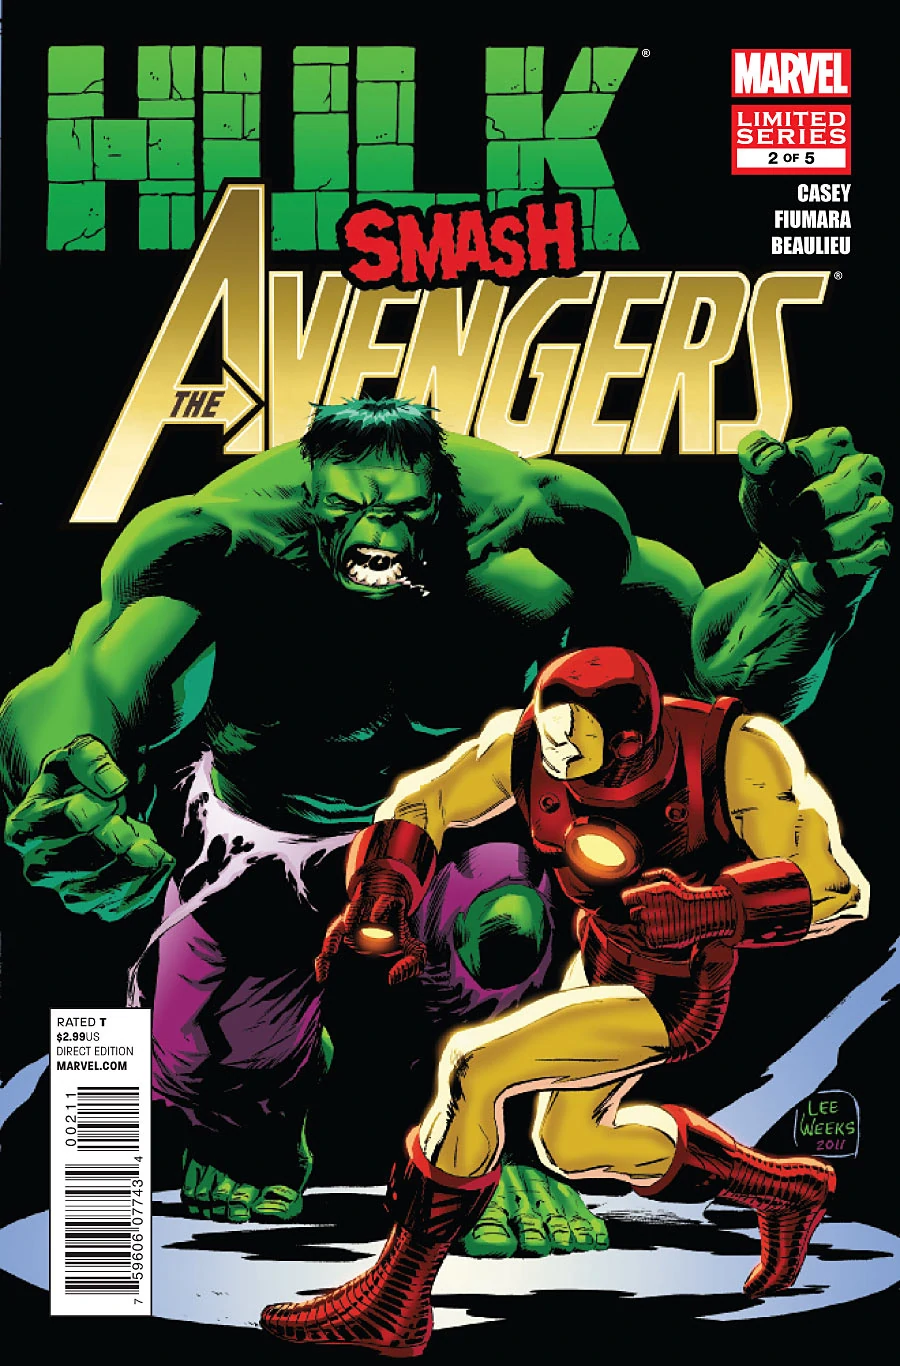 HULK®
MARVEL
LIMITED
SERIES
2 OF 5
CASEY
FIUMARA
BEAULIEU
SMASH
THE AVENGERS®
RATED T
$2.99US
DIRECT EDITION
MARVEL.COM
00211
7 59606 07743 4
LEE
WEEKS
2011